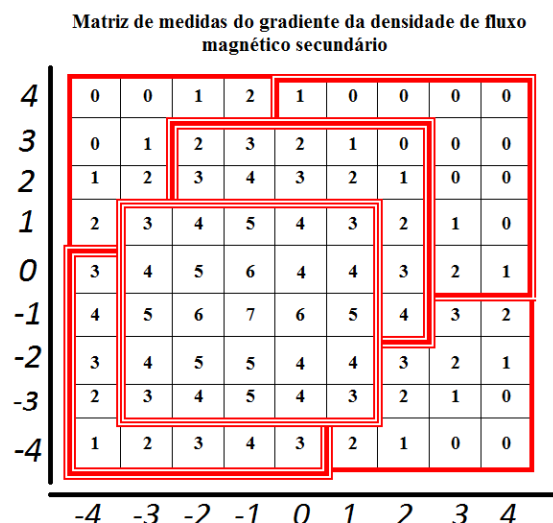 Matriz de medidas do gradiente da densidade de fluxo
magnético secundário
4 0 0 1 2 1 0 0 0 0
3 0 1 2 3 2 1 0 0 0
2 1 2 3 4 3 2 1 0 0
1 2 3 4 5 4 3 2 1 0
0 3 4 5 6 4 4 3 2 1
-1 4 5 6 7 6 5 4 3 2
-2 3 4 5 5 4 4 3 2 1
-3 2 3 4 5 4 3 2 1 0
-4 1 2 3 4 3 2 1 0 0
-4 -3 -2 -1 0 1 2 3 4